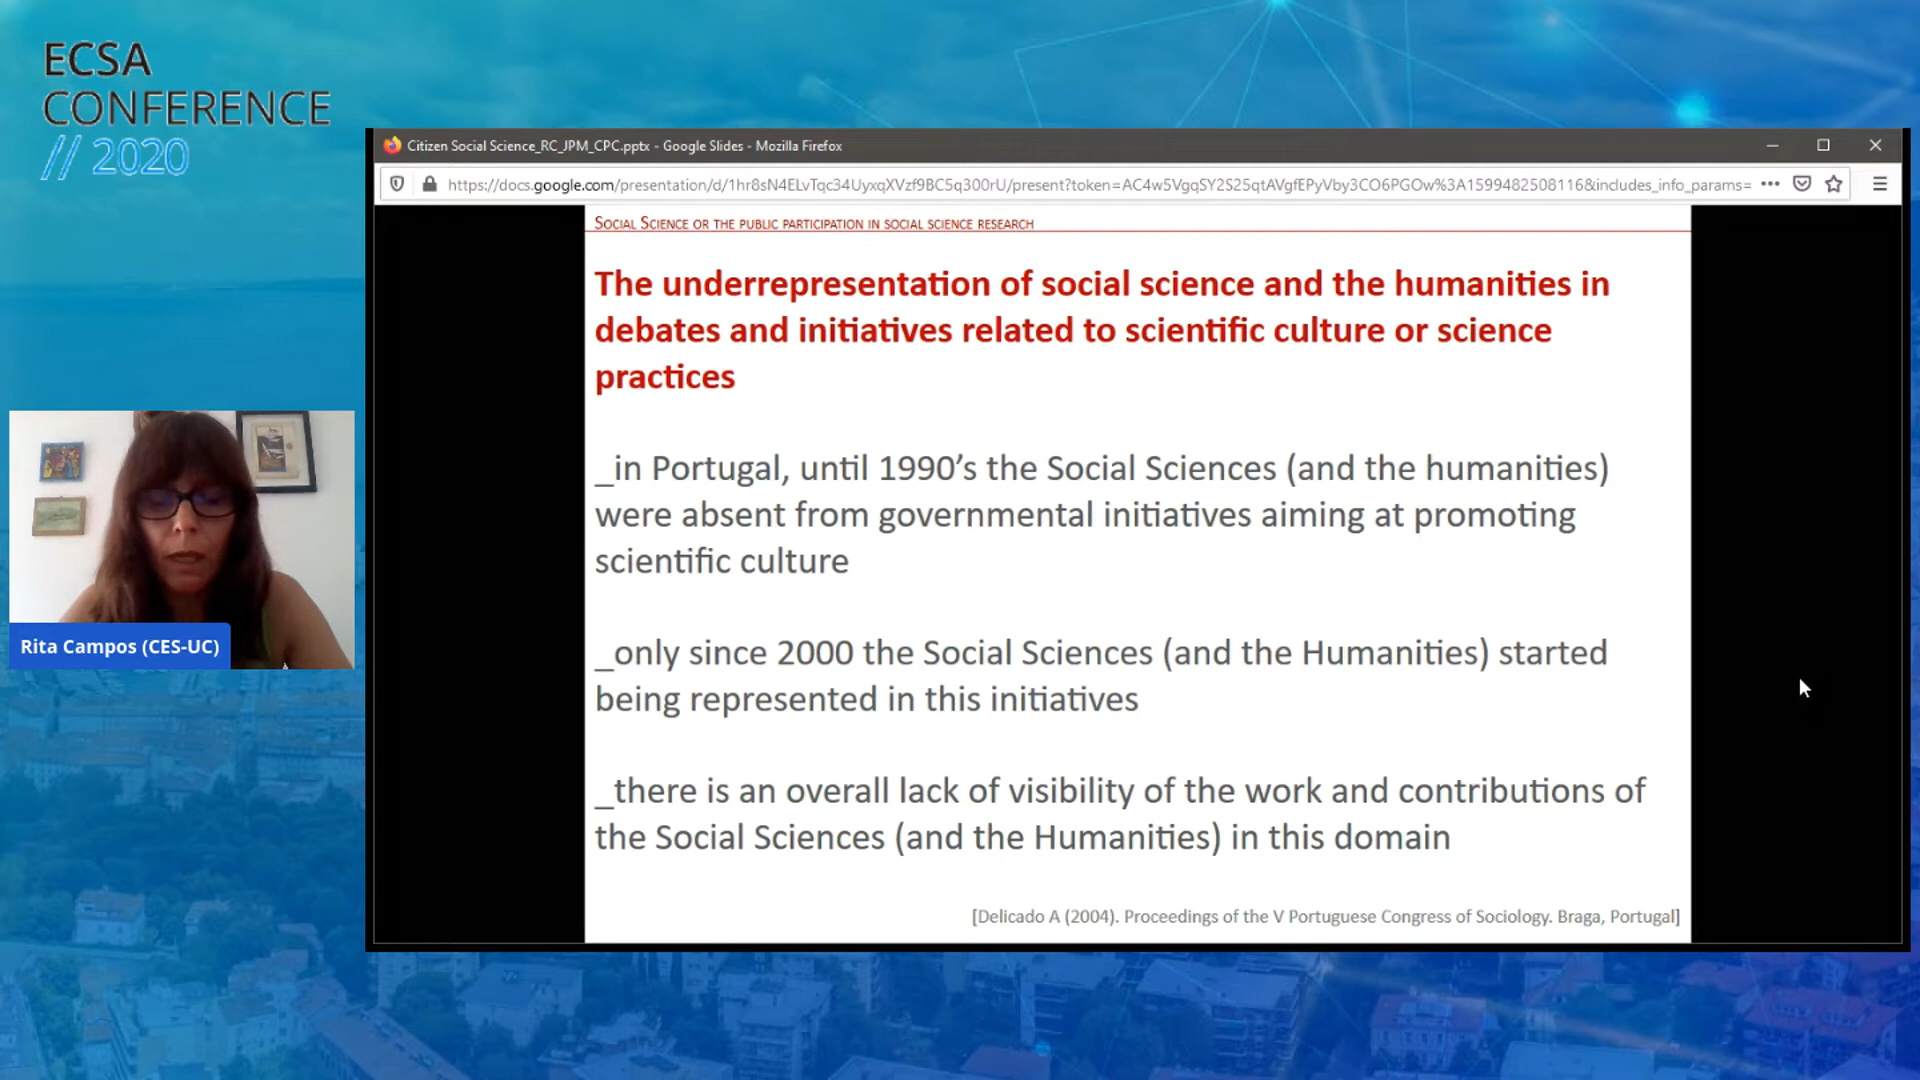 ECSA
CONFERENCE
// 2020
Citizen Social Science_RC_JPM_CPC.pptx - Google Slides - Mozilla Firefox
https://docs.google.com/presentation/d/1hr8sN4ELvTqc34UyxqXVzf9BC5q300rU/present?token=AC4w5VgqSY2S25qtAVgfEPyVby3CO6PGOw%3A1599482508116&includes_info_params=
SOCIAL SCIENCE OR THE PUBLIC PARTICIPATION IN SOCIAL SCIENCE RESEARCH
The underrepresentation of social science and the humanities in
debates and initiatives related to scientific culture or science
practices
_in Portugal, until 1990’s the Social Sciences (and the humanities)
were absent from governmental initiatives aiming at promoting
scientific culture
_only since 2000 the Social Sciences (and the Humanities) started
being represented in this initiatives
_there is an overall lack of visibility of the work and contributions of
the Social Sciences (and the Humanities) in this domain
[Delicado A (2004). Proceedings of the V Portuguese Congress of Sociology. Braga, Portugal]
Rita Campos (CES-UC)